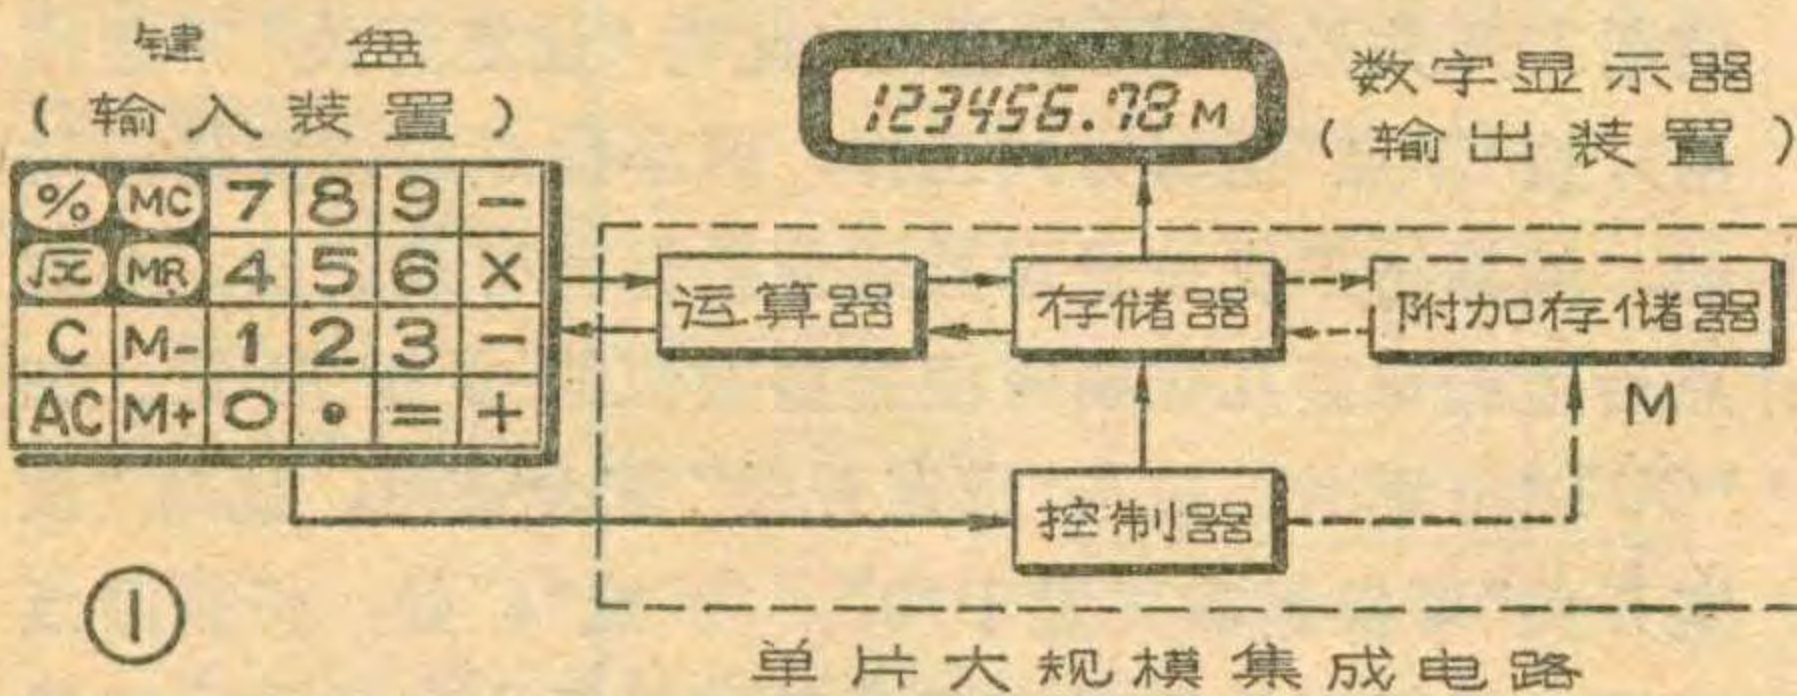 键 盘
(输入装置)
123456.78 M
数字显示器
(输出装置)
% MC 7 8 9 −
√x MR 4 5 6 ×
C M- 1 2 3 −
AC M+ 0 • = +
运算器
存储器
附加存储器
M
控制器
①
单片大规模集成电路